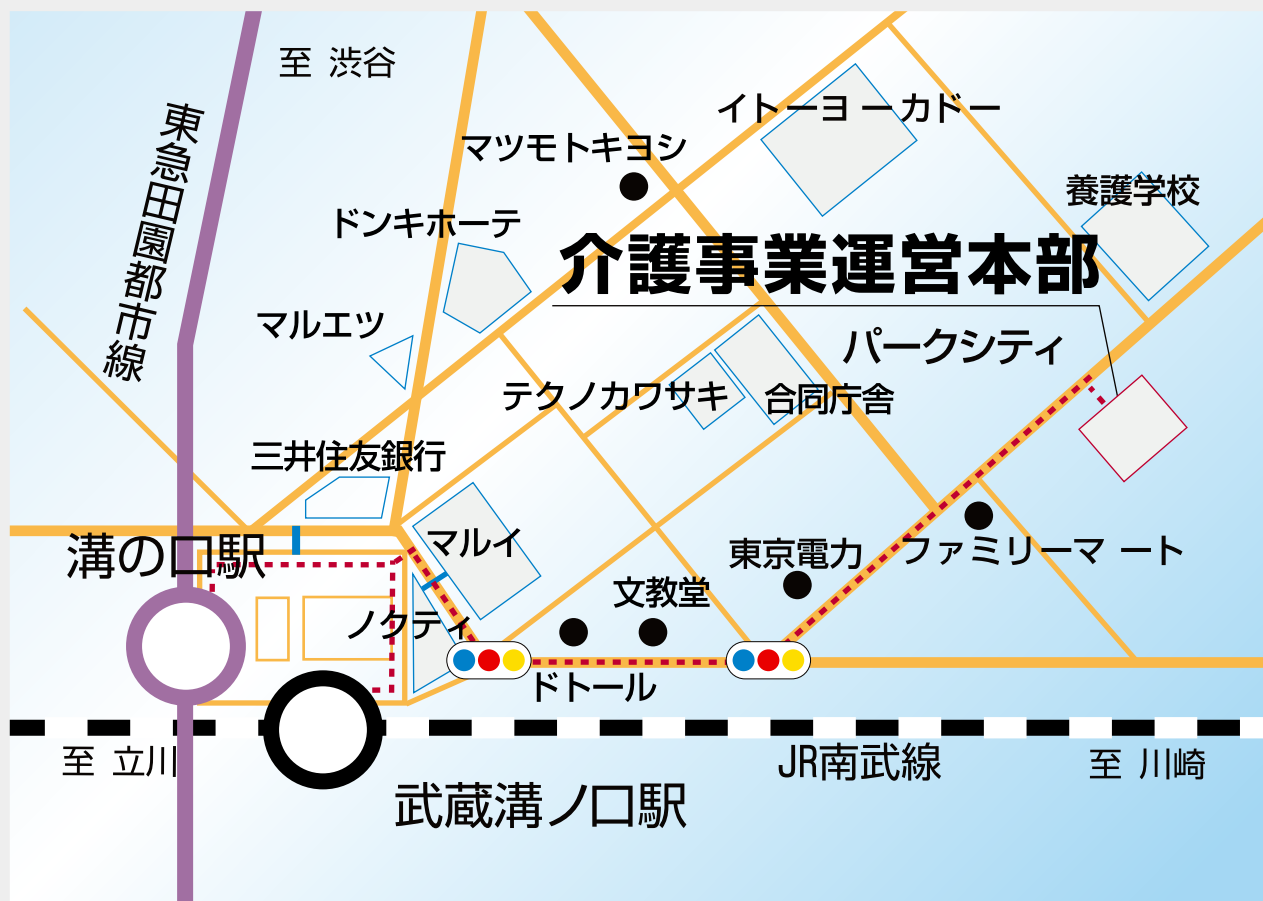 至 渋谷
東急田園都市線
イトーヨーカドー
マツモトキヨシ
養護学校
ドンキホーテ
介護事業運営本部
マルエツ
パークシティ
テクノカワサキ
合同庁舎
三井住友銀行
溝の口駅
マルイ
東京電力
ファミリーマート
文教堂
ノクティ
ドトール
至 立川
JR南武線
至 川崎
武蔵溝ノ口駅